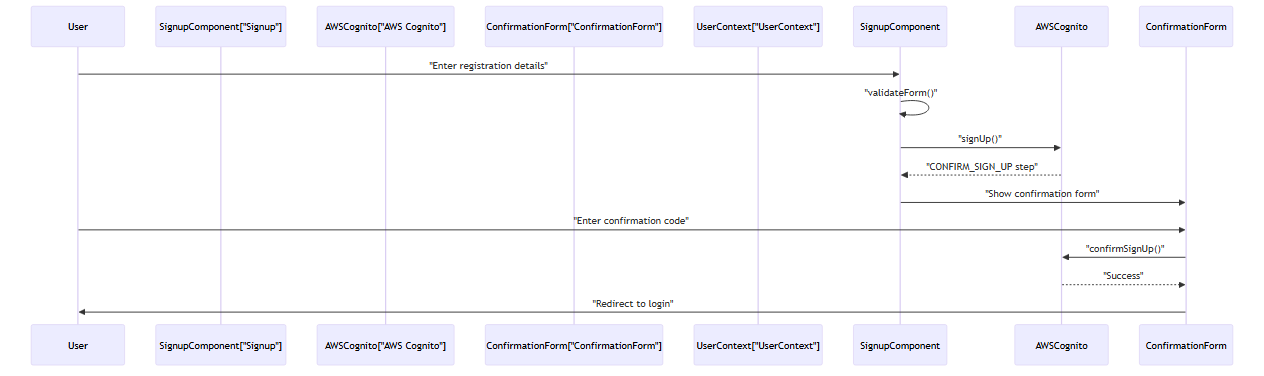 User SignupComponent["Signup"] AWSCognito["AWS Cognito"] ConfirmationForm["ConfirmationForm"] UserContext["UserContext"] SignupComponent AWSCognito ConfirmationForm
"Enter registration details"
"validateForm()"
"signUp()"
"CONFIRM_SIGN_UP step"
"Show confirmation form"
"Enter confirmation code"
"confirmSignUp()"
"Success"
"Redirect to login"
User SignupComponent["Signup"] AWSCognito["AWS Cognito"] ConfirmationForm["ConfirmationForm"] UserContext["UserContext"] SignupComponent AWSCognito ConfirmationForm